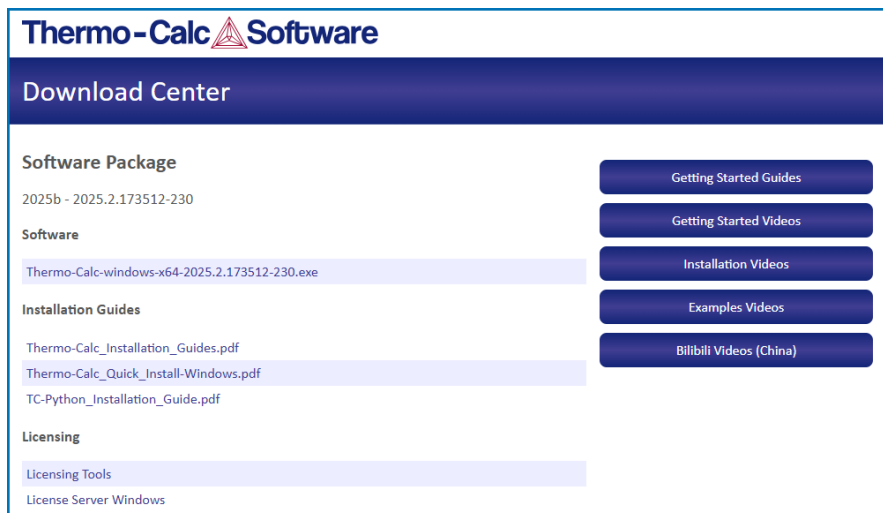 Thermo-Calc Software
Download Center
Software Package
2025b - 2025.2.173512-230
Software
Thermo-Calc-windows-x64-2025.2.173512-230.exe
Installation Guides
Thermo-Calc_Installation_Guides.pdf
Thermo-Calc_Quick_Install-Windows.pdf
TC-Python_Installation_Guide.pdf
Licensing
Licensing Tools
License Server Windows
Getting Started Guides
Getting Started Videos
Installation Videos
Examples Videos
Bilibili Videos (China)